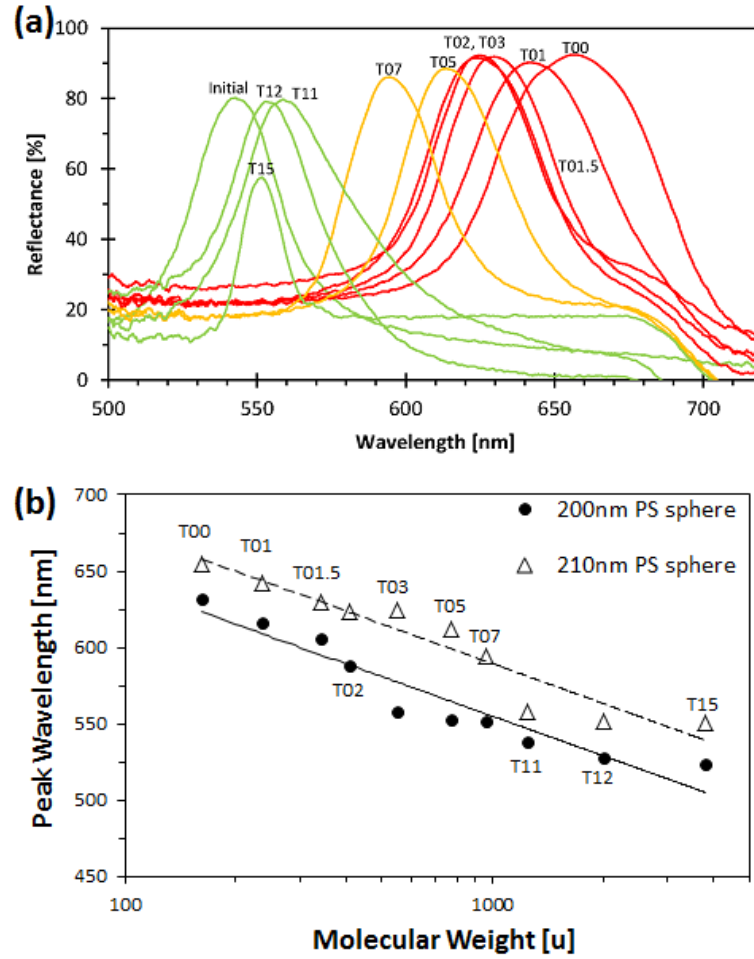 (a)
100
80
60
40
20
0
Reflectance [%]
Initial
T12
T11
T15
T07
T05
T02, T03
T01
T00
T01.5
500
550
600
650
700
Wavelength [nm]
(b)
700
650
600
550
500
450
Peak Wavelength [nm]
200nm PS sphere
210nm PS sphere
T00
T01
T01.5
T03
T05
T07
T02
T15
T11
T12
100
1000
Molecular Weight [u]